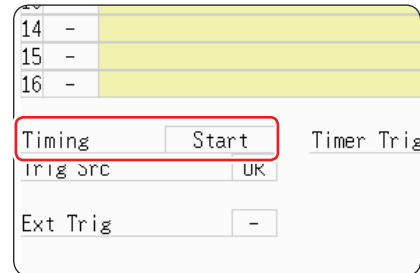 14 -
15 -
16 -
Timing Start Timer Trig
Trig Src OR
Ext Trig -